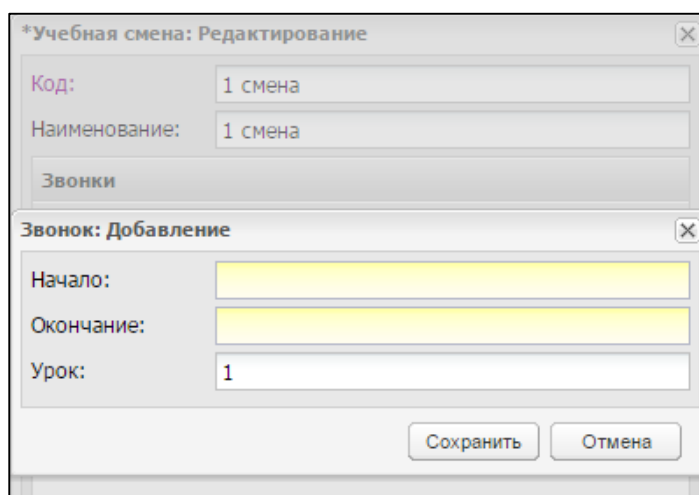 *Учебная смена: Редактирование
Код: 1 смена
Наименование: 1 смена
Звонки
Звонок: Добавление
Начало:
Окончание:
Урок: 1
Сохранить Отмена